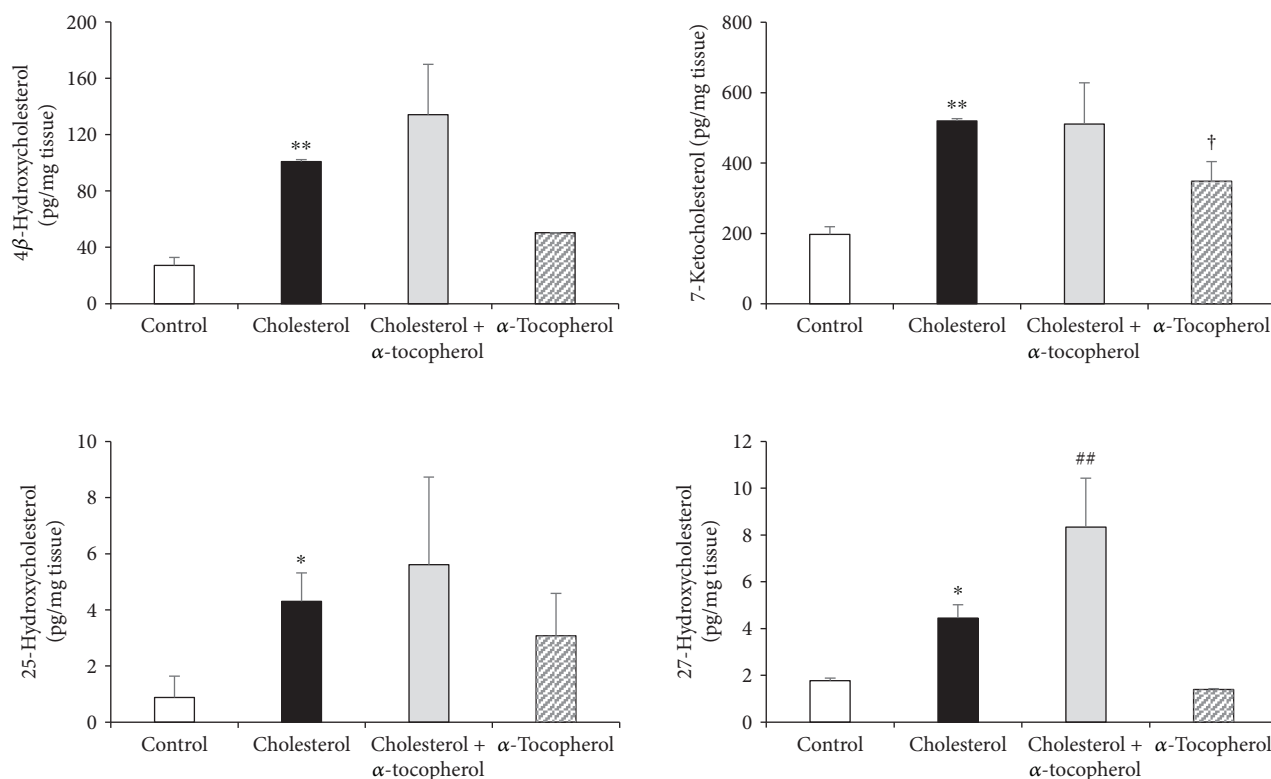 4β-Hydroxycholesterol
(pg/mg tissue)
200
160
120
80
40
0
**
Control
Cholesterol
Cholesterol +
α-tocopherol
α-Tocopherol
7-Ketocholesterol (pg/mg tissue)
800
600
400
200
0
**
†
Control
Cholesterol
Cholesterol +
α-tocopherol
α-Tocopherol
25-Hydroxycholesterol
(pg/mg tissue)
10
8
6
4
2
0
*
Control
Cholesterol
Cholesterol +
α-tocopherol
α-Tocopherol
27-Hydroxycholesterol
(pg/mg tissue)
12
10
8
6
4
2
0
*
##
Control
Cholesterol
Cholesterol +
α-tocopherol
α-Tocopherol